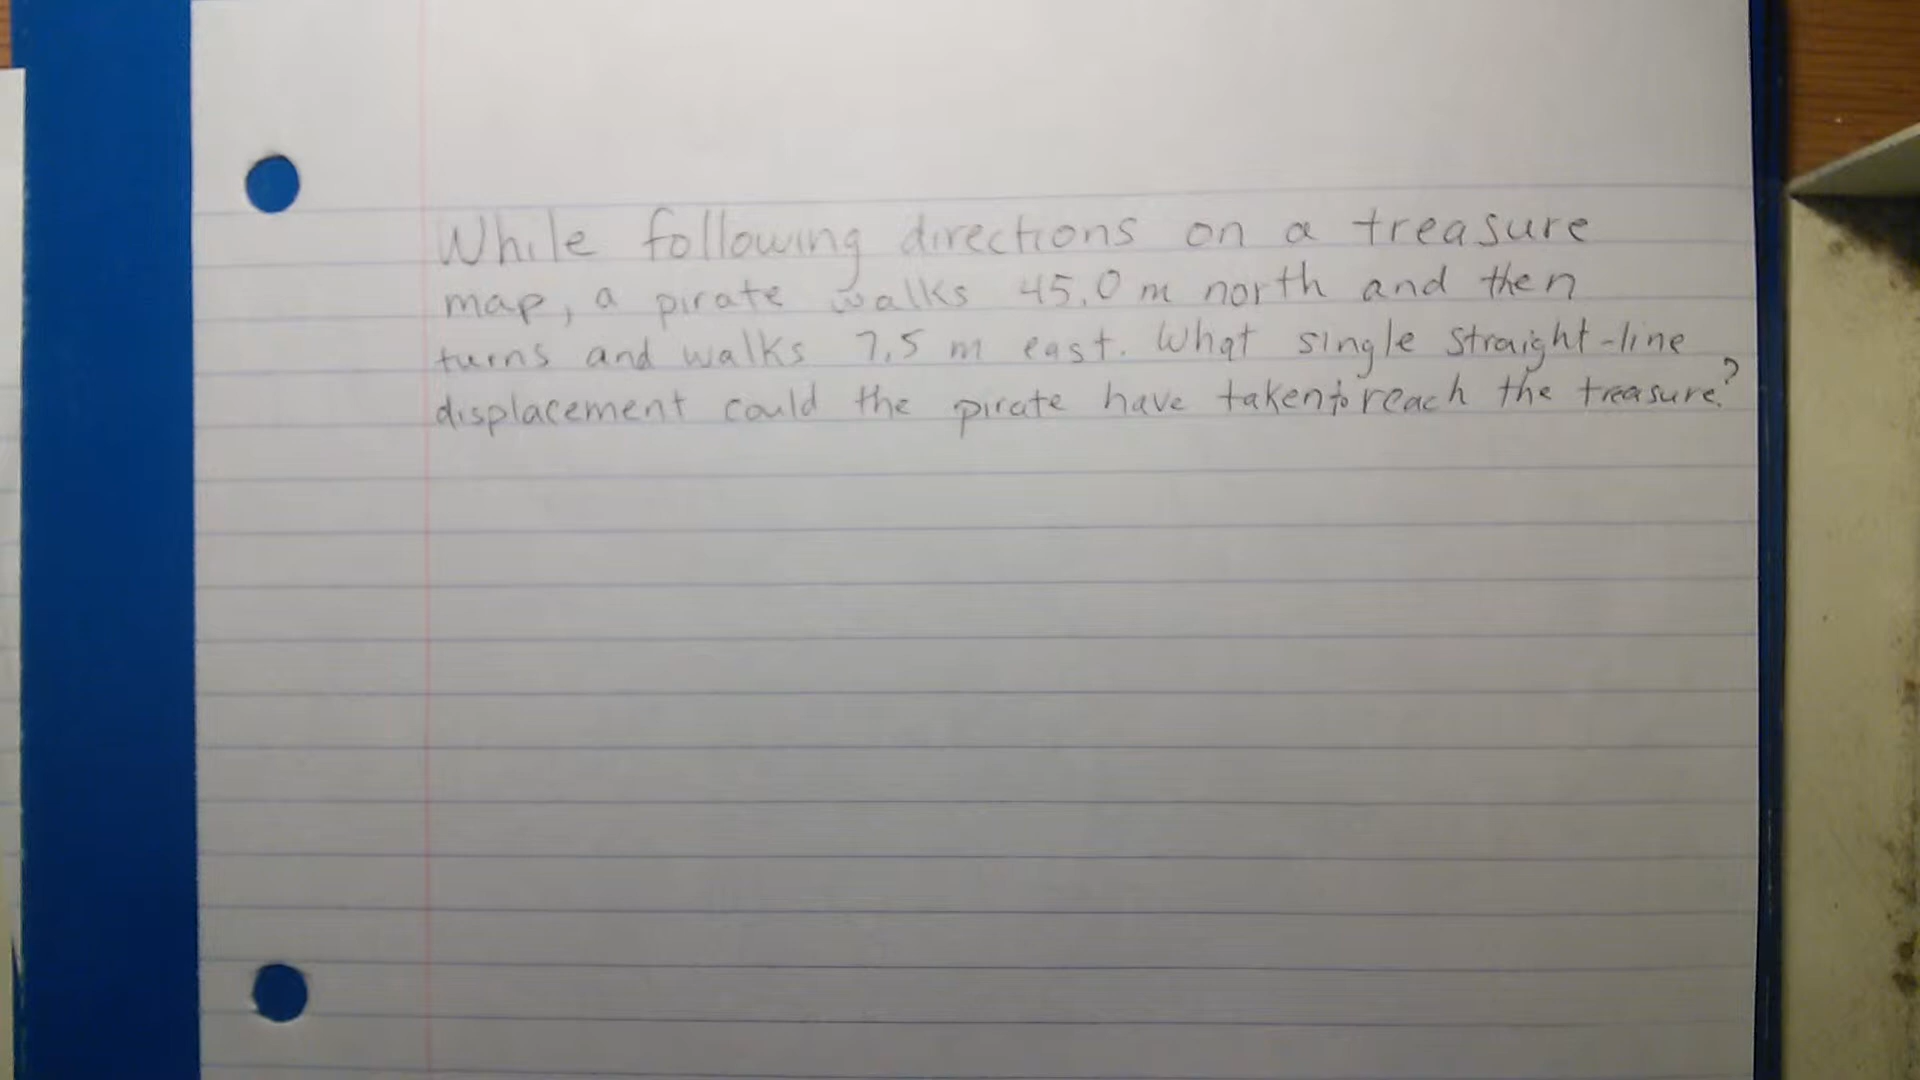 While following directions on a treasure
map, a pirate walks 45.0 m north and then
turns and walks 7.5 m east. What single straight-line
displacement could the pirate have taken to reach the treasure?